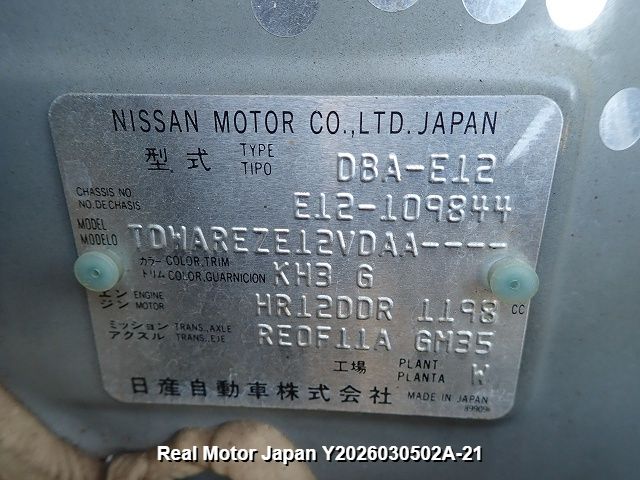 NISSAN MOTOR CO.,LTD. JAPAN
型式 TYPE TIPO DBA-E12
CHASSIS NO. NO.DE CHASIS E12-109844
MODEL MODELO TDWAREZE12VDAA----
カラー COLOR,TRIM トリム COLOR,GUARNICION KH3 G
エンジン ENGINE MOTOR HR12DDR 1198 CC
ミッション TRANS.,AXLE アクスル TRANS.,EJE RE0F11A GM35
工場 PLANT PLANTA W
日産自動車株式会社 MADE IN JAPAN
Real Motor Japan Y2026030502A-21